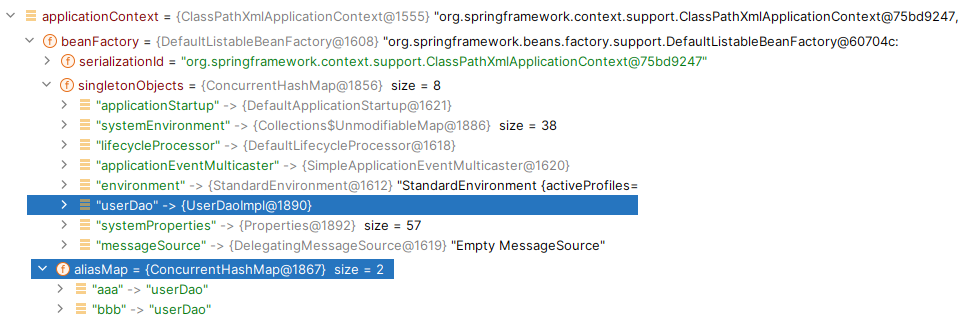 applicationContext = {ClassPathXmlApplicationContext@1555} "org.springframework.context.support.ClassPathXmlApplicationContext@75bd9247,
f beanFactory = {DefaultListableBeanFactory@1608} "org.springframework.beans.factory.support.DefaultListableBeanFactory@60704c:
f serializationId = "org.springframework.context.support.ClassPathXmlApplicationContext@75bd9247"
f singletonObjects = {ConcurrentHashMap@1856} size = 8
"applicationStartup" -> {DefaultApplicationStartup@1621}
"systemEnvironment" -> {Collections$UnmodifiableMap@1886} size = 38
"lifecycleProcessor" -> {DefaultLifecycleProcessor@1618}
"applicationEventMulticaster" -> {SimpleApplicationEventMulticaster@1620}
"environment" -> {StandardEnvironment@1612} "StandardEnvironment {activeProfiles=
"userDao" -> {UserDaoImpl@1890}
"systemProperties" -> {Properties@1892} size = 57
"messageSource" -> {DelegatingMessageSource@1619} "Empty MessageSource"
f aliasMap = {ConcurrentHashMap@1867} size = 2
"aaa" -> "userDao"
"bbb" -> "userDao"